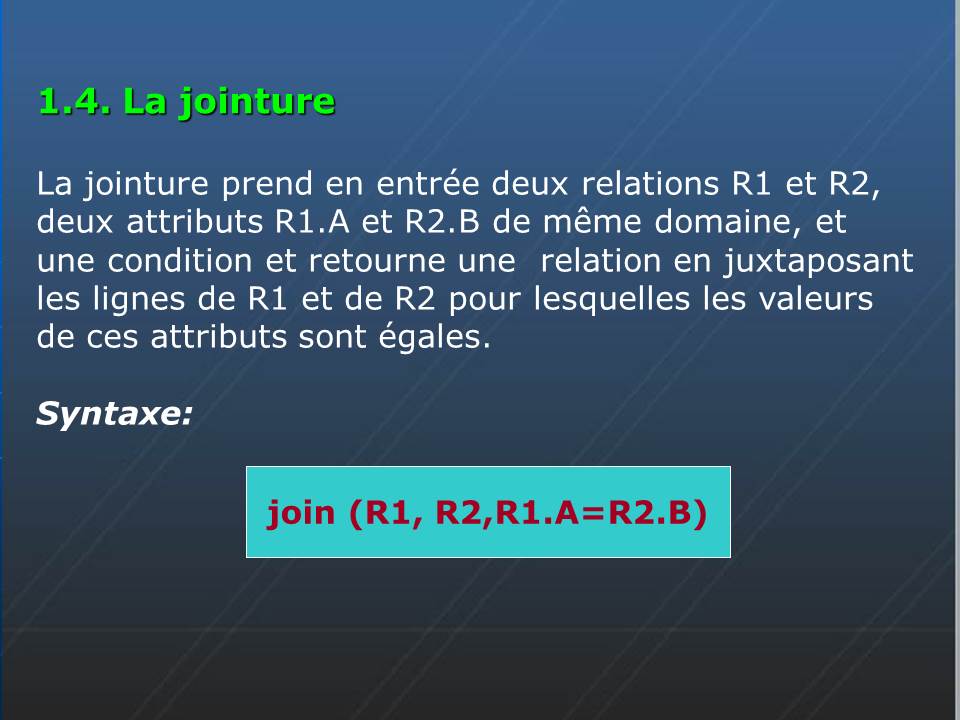 1.4. La jointure
La jointure prend en entrée deux relations R1 et R2,
deux attributs R1.A et R2.B de même domaine, et
une condition et retourne une  relation en juxtaposant
les lignes de R1 et de R2 pour lesquelles les valeurs
de ces attributs sont égales.
Syntaxe:
join (R1, R2,R1.A=R2.B)